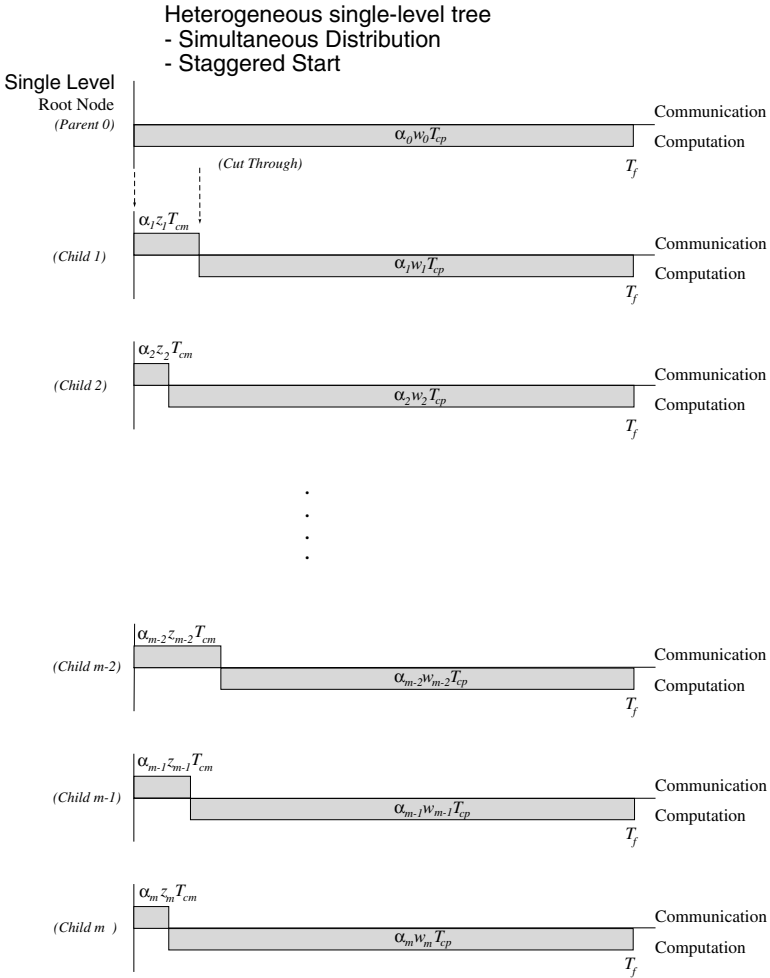 Heterogeneous single-level tree
- Simultaneous Distribution
- Staggered Start
Single Level
Root Node
(Parent 0)
Communication
α0w0Tcp
Computation
(Cut Through)
Tf
α1z1Tcm
Communication
(Child 1)
α1w1Tcp
Computation
Tf
α2z2Tcm
Communication
(Child 2)
α2w2Tcp
Computation
Tf
αm-2zm-2Tcm
Communication
(Child m-2)
αm-2wm-2Tcp
Computation
Tf
αm-1zm-1Tcm
Communication
(Child m-1)
αm-1wm-1Tcp
Computation
Tf
αmzmTcm
Communication
(Child m )
αmwmTcp
Computation
Tf